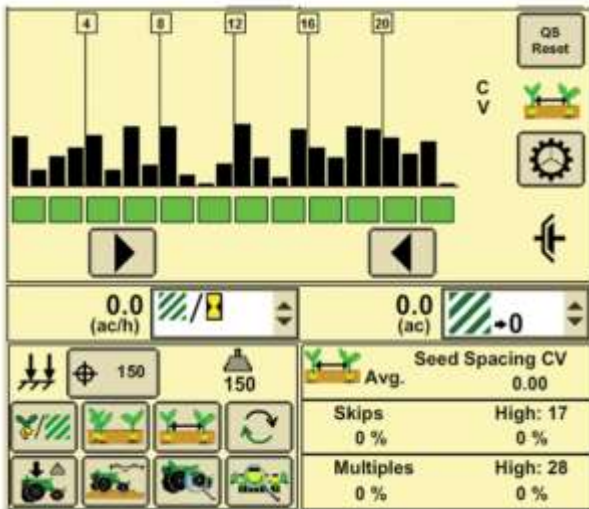 4 8 12 16 20
QS
Reset
C
V
0.0
(ac/h)
/
0.0
(ac)
0
150
150
Avg.
Seed Spacing CV
0.00
Skips
0 %
High: 17
0 %
Multiples
0 %
High: 28
0 %